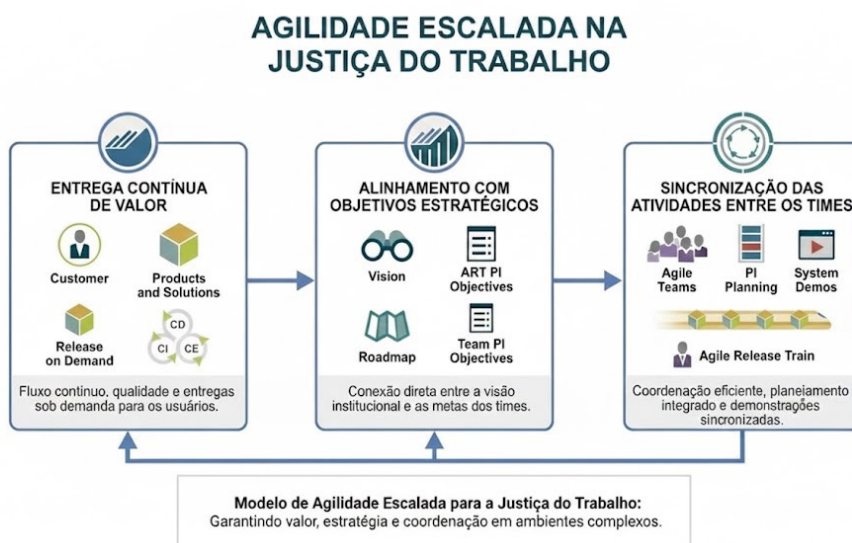 AGILIDADE ESCALADA NA
JUSTIÇA DO TRABALHO
ENTREGA CONTÍNUA
DE VALOR
Customer
Products
and Solutions
Release
on Demand
CD
CI
CE
Fluxo contínuo, qualidade e entregas
sob demanda para os usuários.
ALINHAMENTO COM
OBJETIVOS ESTRATÉGICOS
Vision
ART PI
Objectives
Roadmap
Team PI
Objectives
Conexão direta entre a visão
institucional e as metas dos times.
SINCRONIZAÇÃO DAS
ATIVIDADES ENTRE OS TIMES
Agile
Teams
PI
Planning
System
Demos
Agile Release Train
Coordenação eficiente, planejamento
integrado e demonstrações
sincronizadas.
Modelo de Agilidade Escalada para a Justiça do Trabalho:
Garantindo valor, estratégia e coordenação em ambientes complexos.